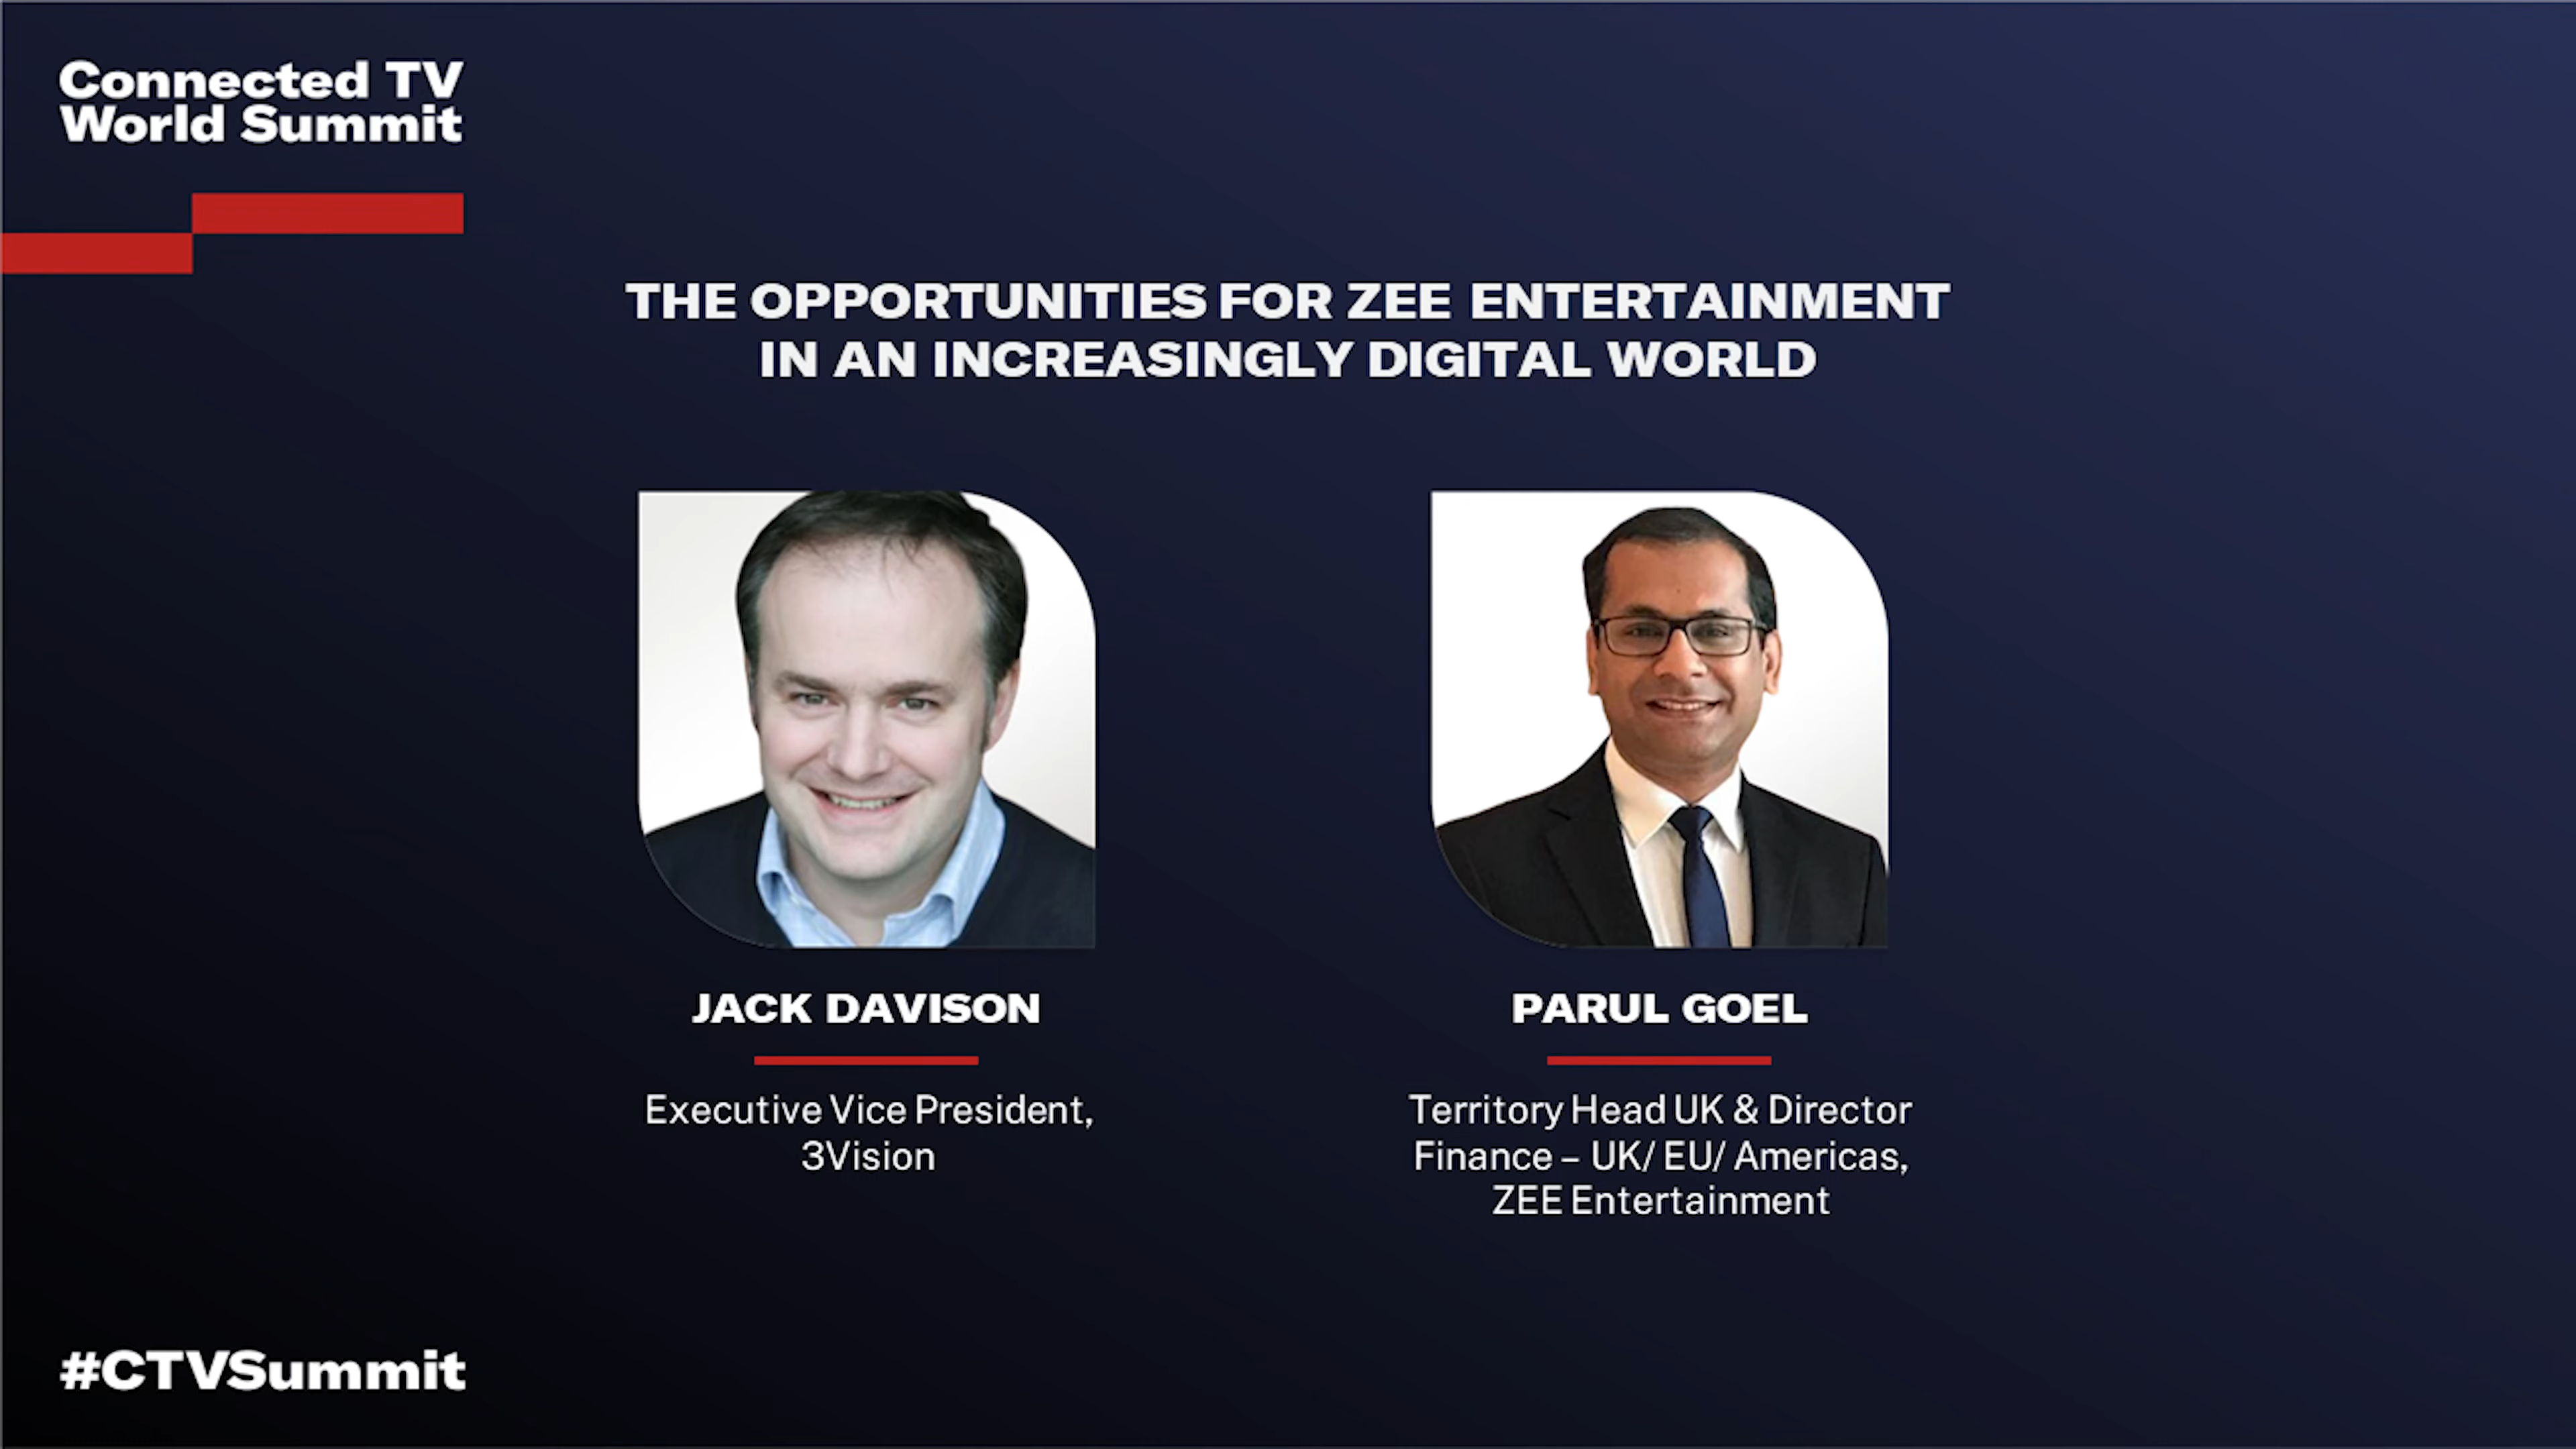 Connected TV
World Summit
THE OPPORTUNITIES FOR ZEE ENTERTAINMENT
IN AN INCREASINGLY DIGITAL WORLD
JACK DAVISON
Executive Vice President,
3Vision
PARUL GOEL
Territory Head UK & Director
Finance – UK/ EU/ Americas,
ZEE Entertainment
#CTVSummit